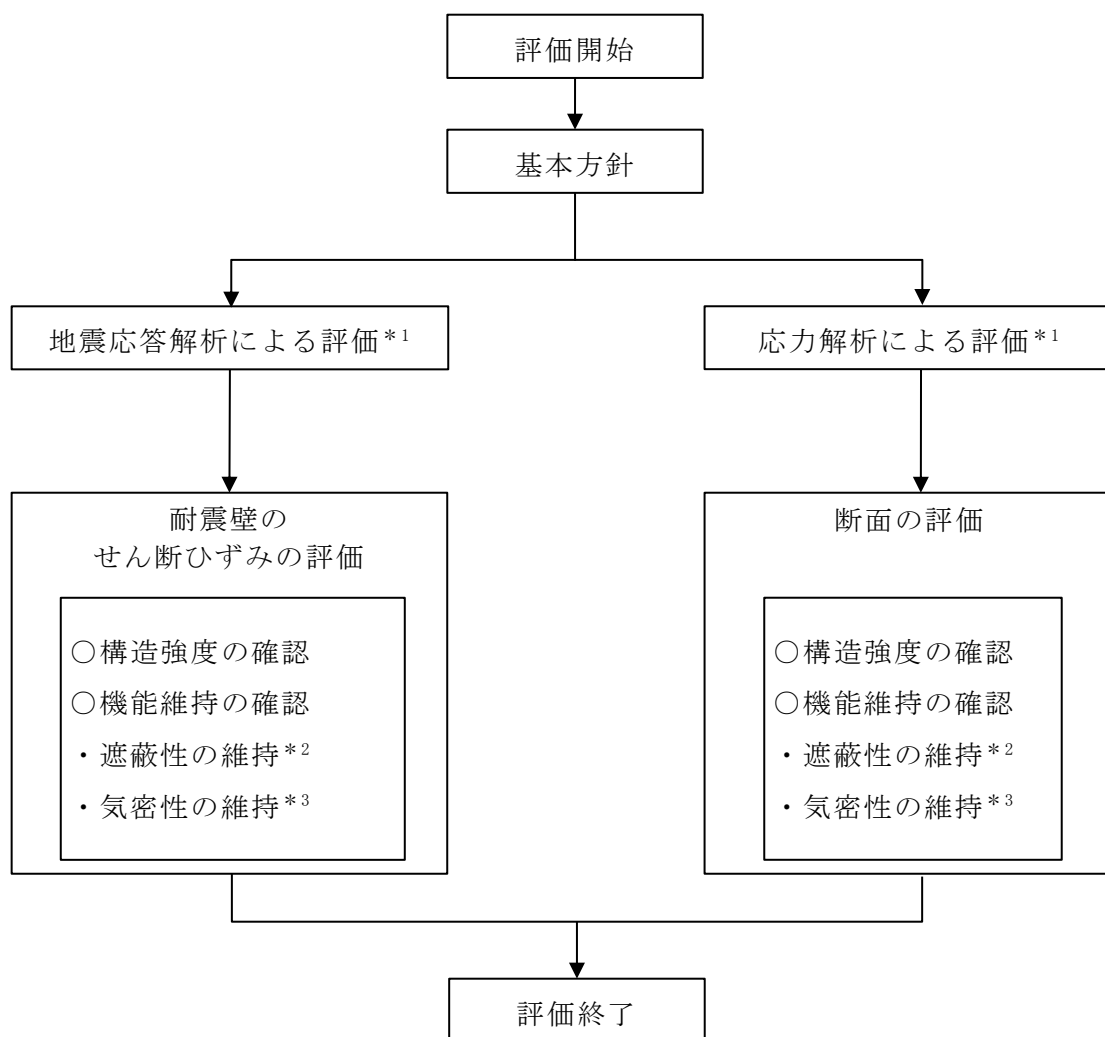 評価開始
基本方針
地震応答解析による評価*1
応力解析による評価*1
耐震壁の
せん断ひずみの評価
○構造強度の確認
○機能維持の確認
・遮蔽性の維持*2
・気密性の維持*3
断面の評価
○構造強度の確認
○機能維持の確認
・遮蔽性の維持*2
・気密性の維持*3
評価終了